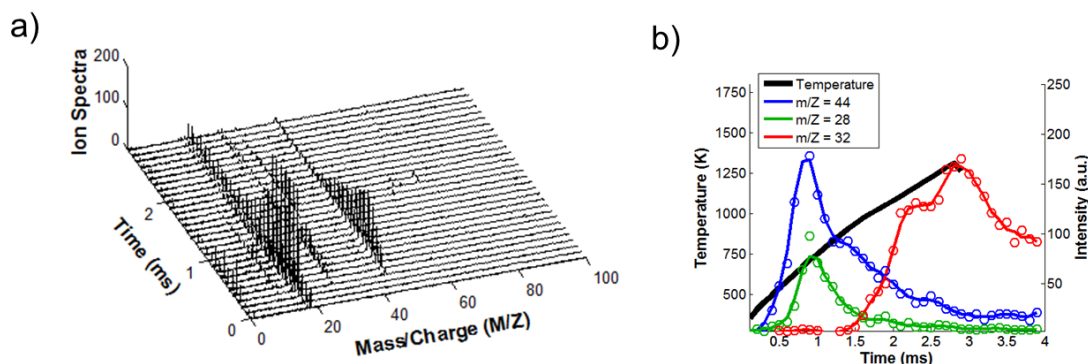 a)
200
100
0
Ion Spectra
2
1
0
Time (ms)
0
20
40
60
80
100
Mass/Charge (M/Z)
b)
Temperature
m/Z = 44
m/Z = 28
m/Z = 32
1750
1500
1250
1000
750
500
Temperature (K)
250
200
150
100
50
Intensity (a.u.)
0.5
1
1.5
2
2.5
3
3.5
4
Time (ms)